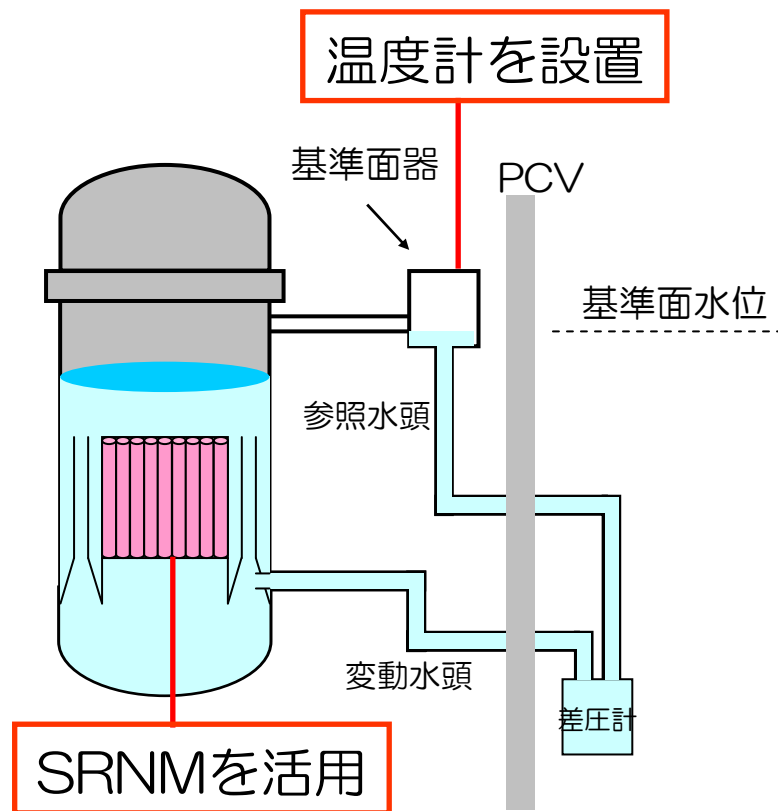 温度計を設置
基準面器
PCV
基準面水位
参照水頭
変動水頭
差圧計
SRNMを活用